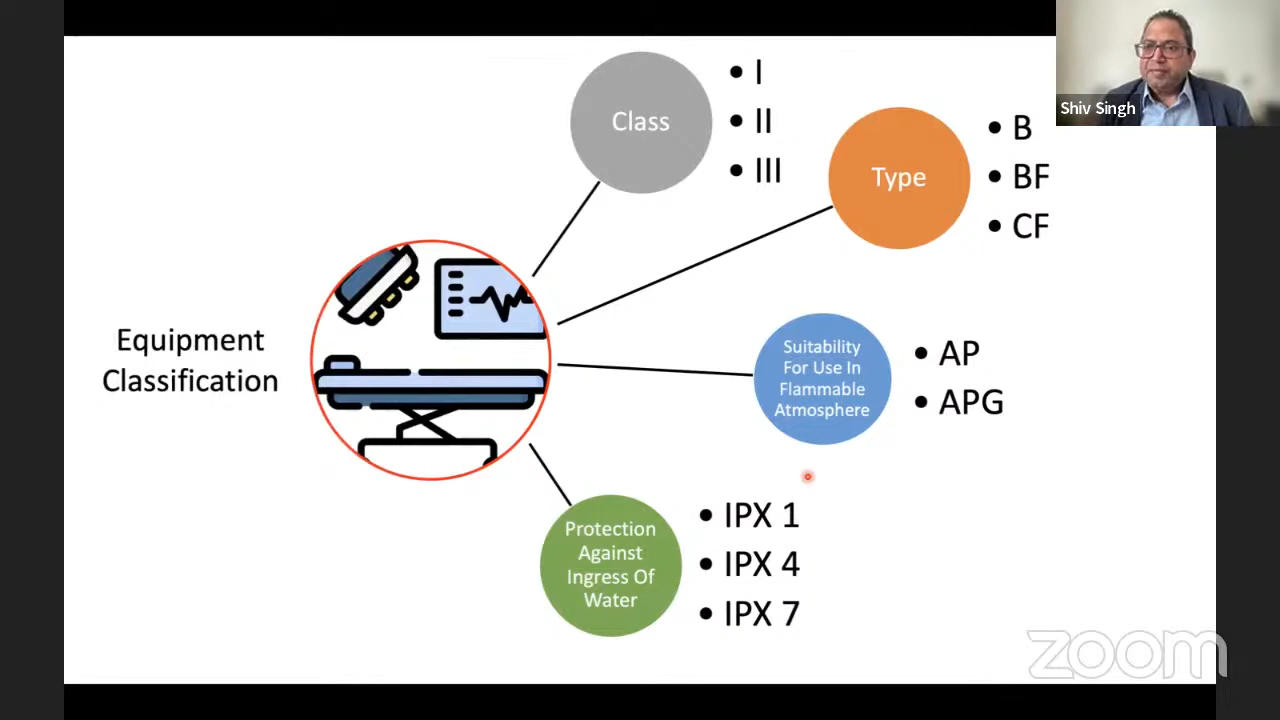 Shiv Singh
Class
• I
• II
• III
Type
• B
• BF
• CF
Equipment
Classification
Suitability
For Use In
Flammable
Atmosphere
• AP
• APG
Protection
Against
Ingress Of
Water
• IPX 1
• IPX 4
• IPX 7
zoom